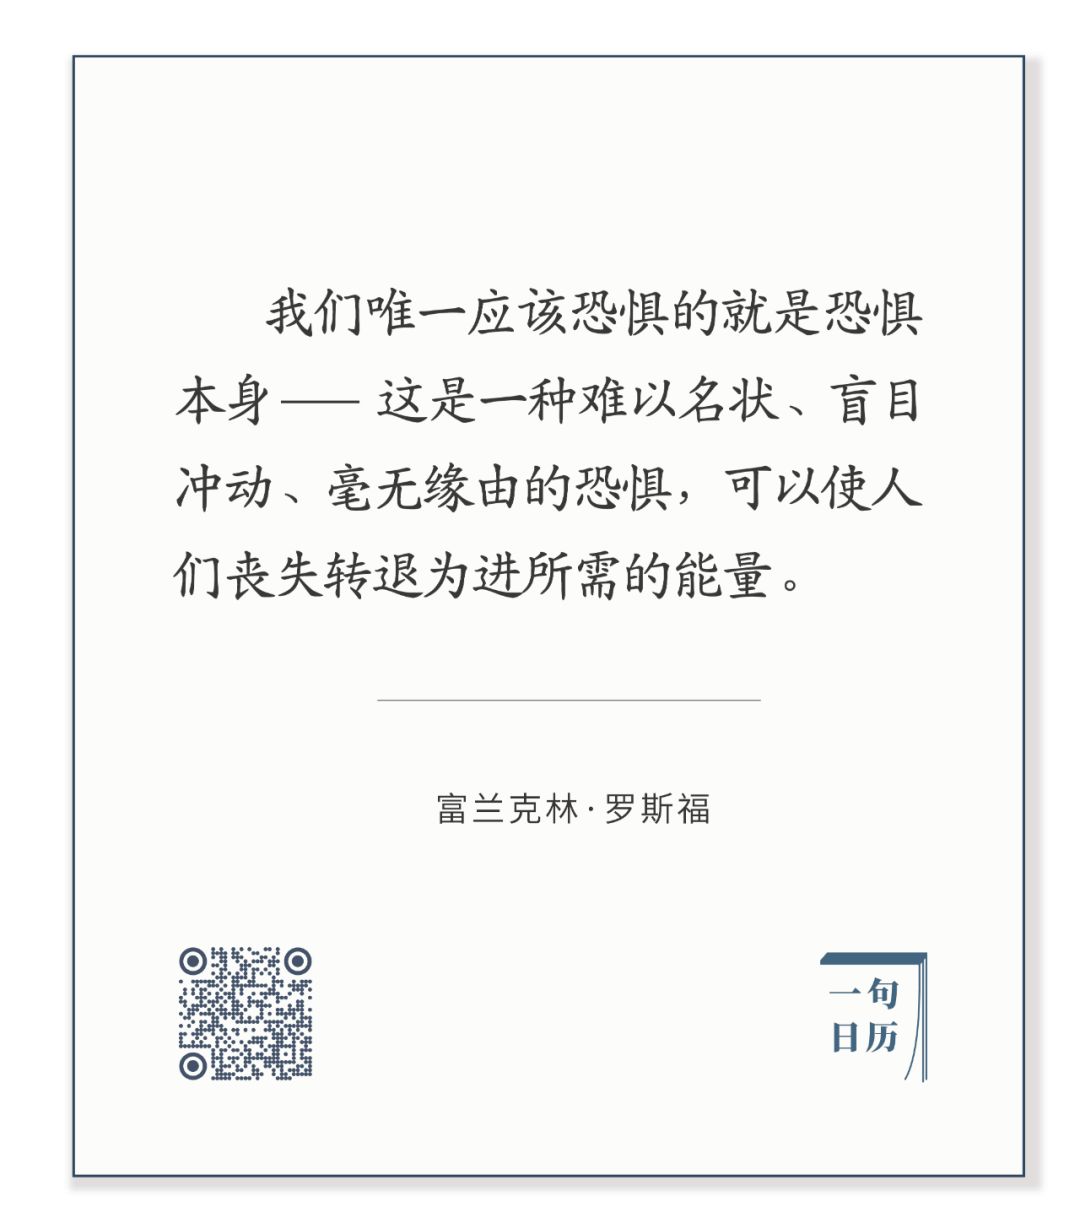 我们唯一应该恐惧的就是恐惧
本身——这是一种难以名状、盲目
冲动、毫无缘由的恐惧，可以使人
们丧失转退为进所需的能量。
富兰克林·罗斯福
一句
日历